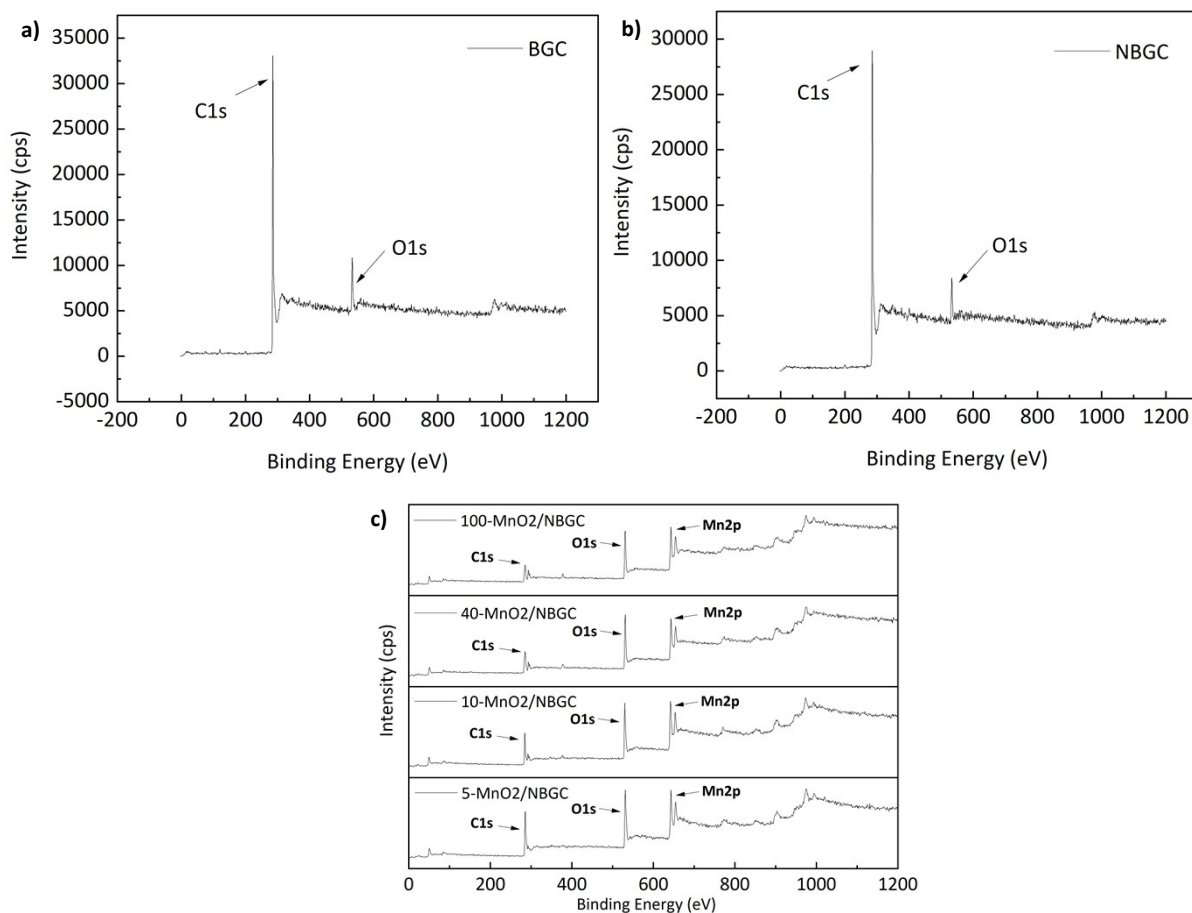 a)
BGC
C1s
O1s
35000
30000
25000
20000
15000
10000
5000
0
-5000
-200 0 200 400 600 800 1000 1200
Intensity (cps)
Binding Energy (eV)
b)
NBGC
C1s
O1s
30000
25000
20000
15000
10000
5000
0
-200 0 200 400 600 800 1000 1200
Intensity (cps)
Binding Energy (eV)
c)
100-MnO2/NBGC
C1s
O1s
Mn2p
40-MnO2/NBGC
C1s
O1s
Mn2p
10-MnO2/NBGC
C1s
O1s
Mn2p
5-MnO2/NBGC
C1s
O1s
Mn2p
Intensity (cps)
0 200 400 600 800 1000 1200
Binding Energy (eV)